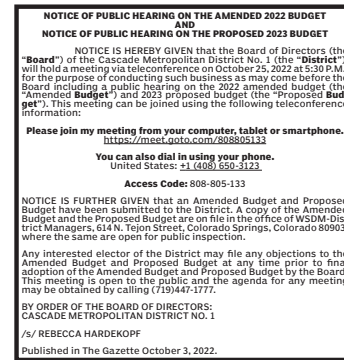 NOTICE OF PUBLIC HEARING ON THE AMENDED 2022 BUDGET
AND
NOTICE OF PUBLIC HEARING ON THE PROPOSED 2023 BUDGET
NOTICE IS HEREBY GIVEN that the Board of Directors (the
"Board") of the Cascade Metropolitan District No. 1 (the "District")
will hold a meeting via teleconference on October 25, 2022 at 5:30 P.M.
for the purpose of conducting such business as may come before the
Board including a public hearing on the 2022 amended budget (the
"Amended Budget") and 2023 proposed budget (the "Proposed Bud
get"). This meeting can be joined using the following teleconference
information:
Please join my meeting from your computer, tablet or smartphone.
https://meet.goto.com/808805133
You can also dial in using your phone.
United States: +1 (408) 650-3123
Access Code: 808-805-133
NOTICE IS FURTHER GIVEN that an Amended Budget and Propose
Budget have been submitted to the District. A copy of the Amended
Budget and the Proposed Budget are on file in the office of WSDM-Dis
trict Managers, 614 N. Tejon Street, Colorado Springs, Colorado 80903
where the same are open for public inspection.
Any interested elector of the District may file any objections to the
Amended Budget and Proposed Budget at any time prior to fina
adoption of the Amended Budget and Proposed Budget by the Board
This meeting is open to the public and the agenda for any meeting
may be obtained by calling (719)447-1777.
BY ORDER OF THE BOARD OF DIRECTORS:
CASCADE METROPOLITAN DISTRICT NO. 1
/s/ REBECCA HARDEKOPF
Published in The Gazette October 3, 2022.